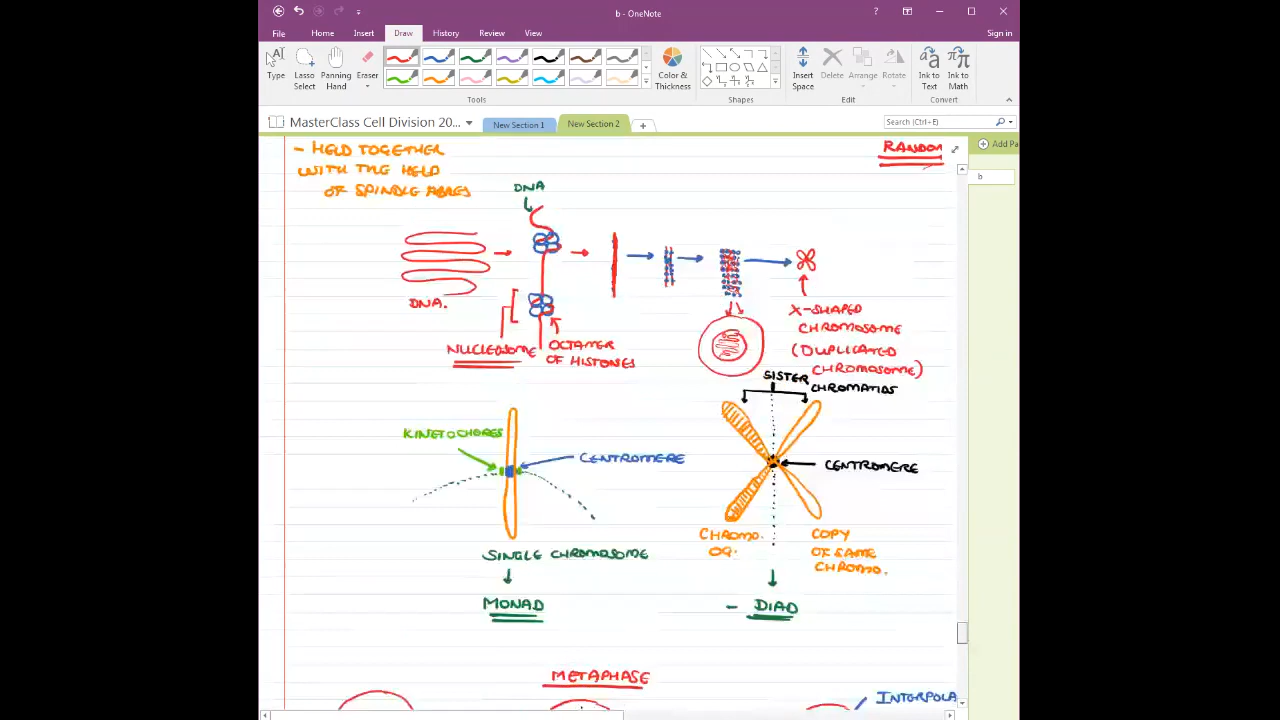 b - OneNote
?
File
Home
Insert
Draw
History
Review
View
Sign in
Type
Lasso
Select
Panning
Hand
Eraser
Color &
Thickness
Insert
Space
Delete
Arrange
Rotate
Ink to
Text
Ink to
Math
Tools
Shapes
Edit
Convert
MasterClass Cell Division 20...
New Section 1
New Section 2
Search (Ctrl+E)
Add Pa
b
- HELD TOGETHER
WITH THE HELD
OF SPINDLE FIBRES
RANDOM
DNA
DNA.
NUCLEOSOME
OCTAMER
OF HISTONES
X-SHAPED
CHROMOSOME
(DUPLICATED
CHROMOSOME)
SISTER
CHROMATIDS
KINETOCHORES
CENTROMERE
CENTROMERE
CHROMO.
OG.
COPY
OF SAME
CHROMO.
SINGLE CHROMOSOME
MONAD
- DIAD
METAPHASE
INTERPOLA